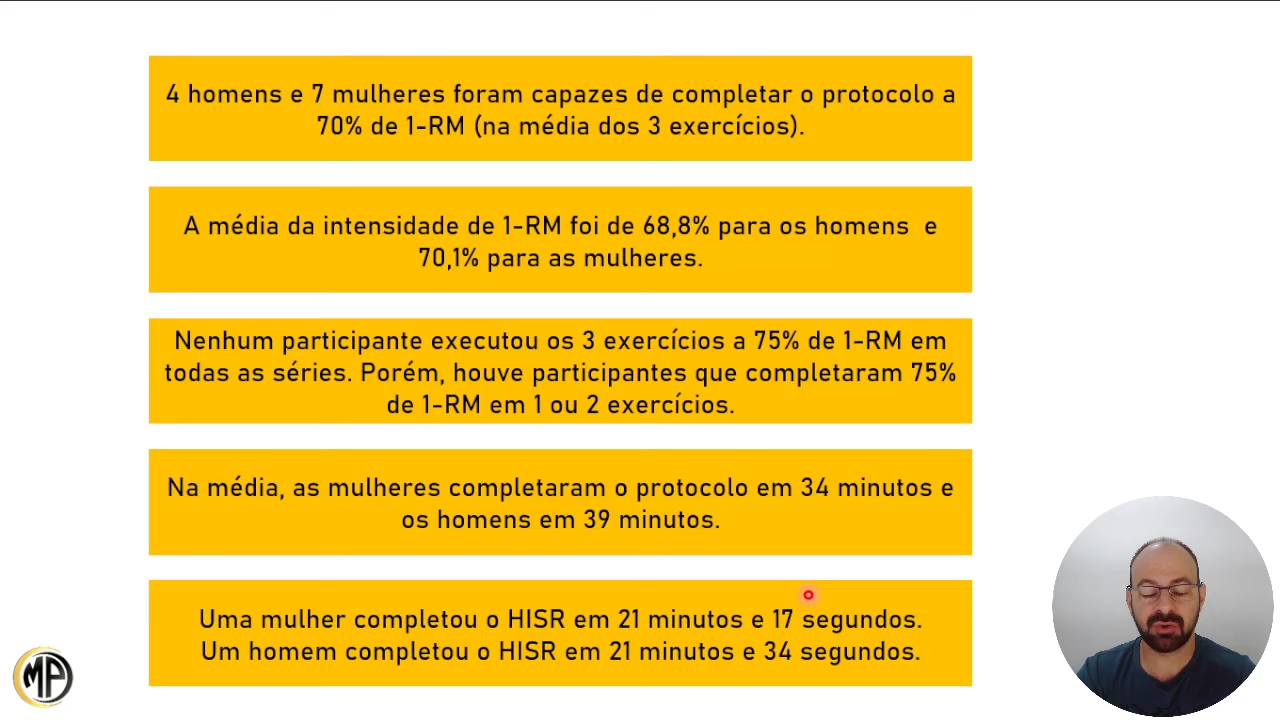 4 homens e 7 mulheres foram capazes de completar o protocolo a
70% de 1-RM (na média dos 3 exercícios).
A média da intensidade de 1-RM foi de 68,8% para os homens e
70,1% para as mulheres.
Nenhum participante executou os 3 exercícios a 75% de 1-RM em
todas as séries. Porém, houve participantes que completaram 75%
de 1-RM em 1 ou 2 exercícios.
Na média, as mulheres completaram o protocolo em 34 minutos e
os homens em 39 minutos.
Uma mulher completou o HISR em 21 minutos e 17 segundos.
Um homem completou o HISR em 21 minutos e 34 segundos.
MP